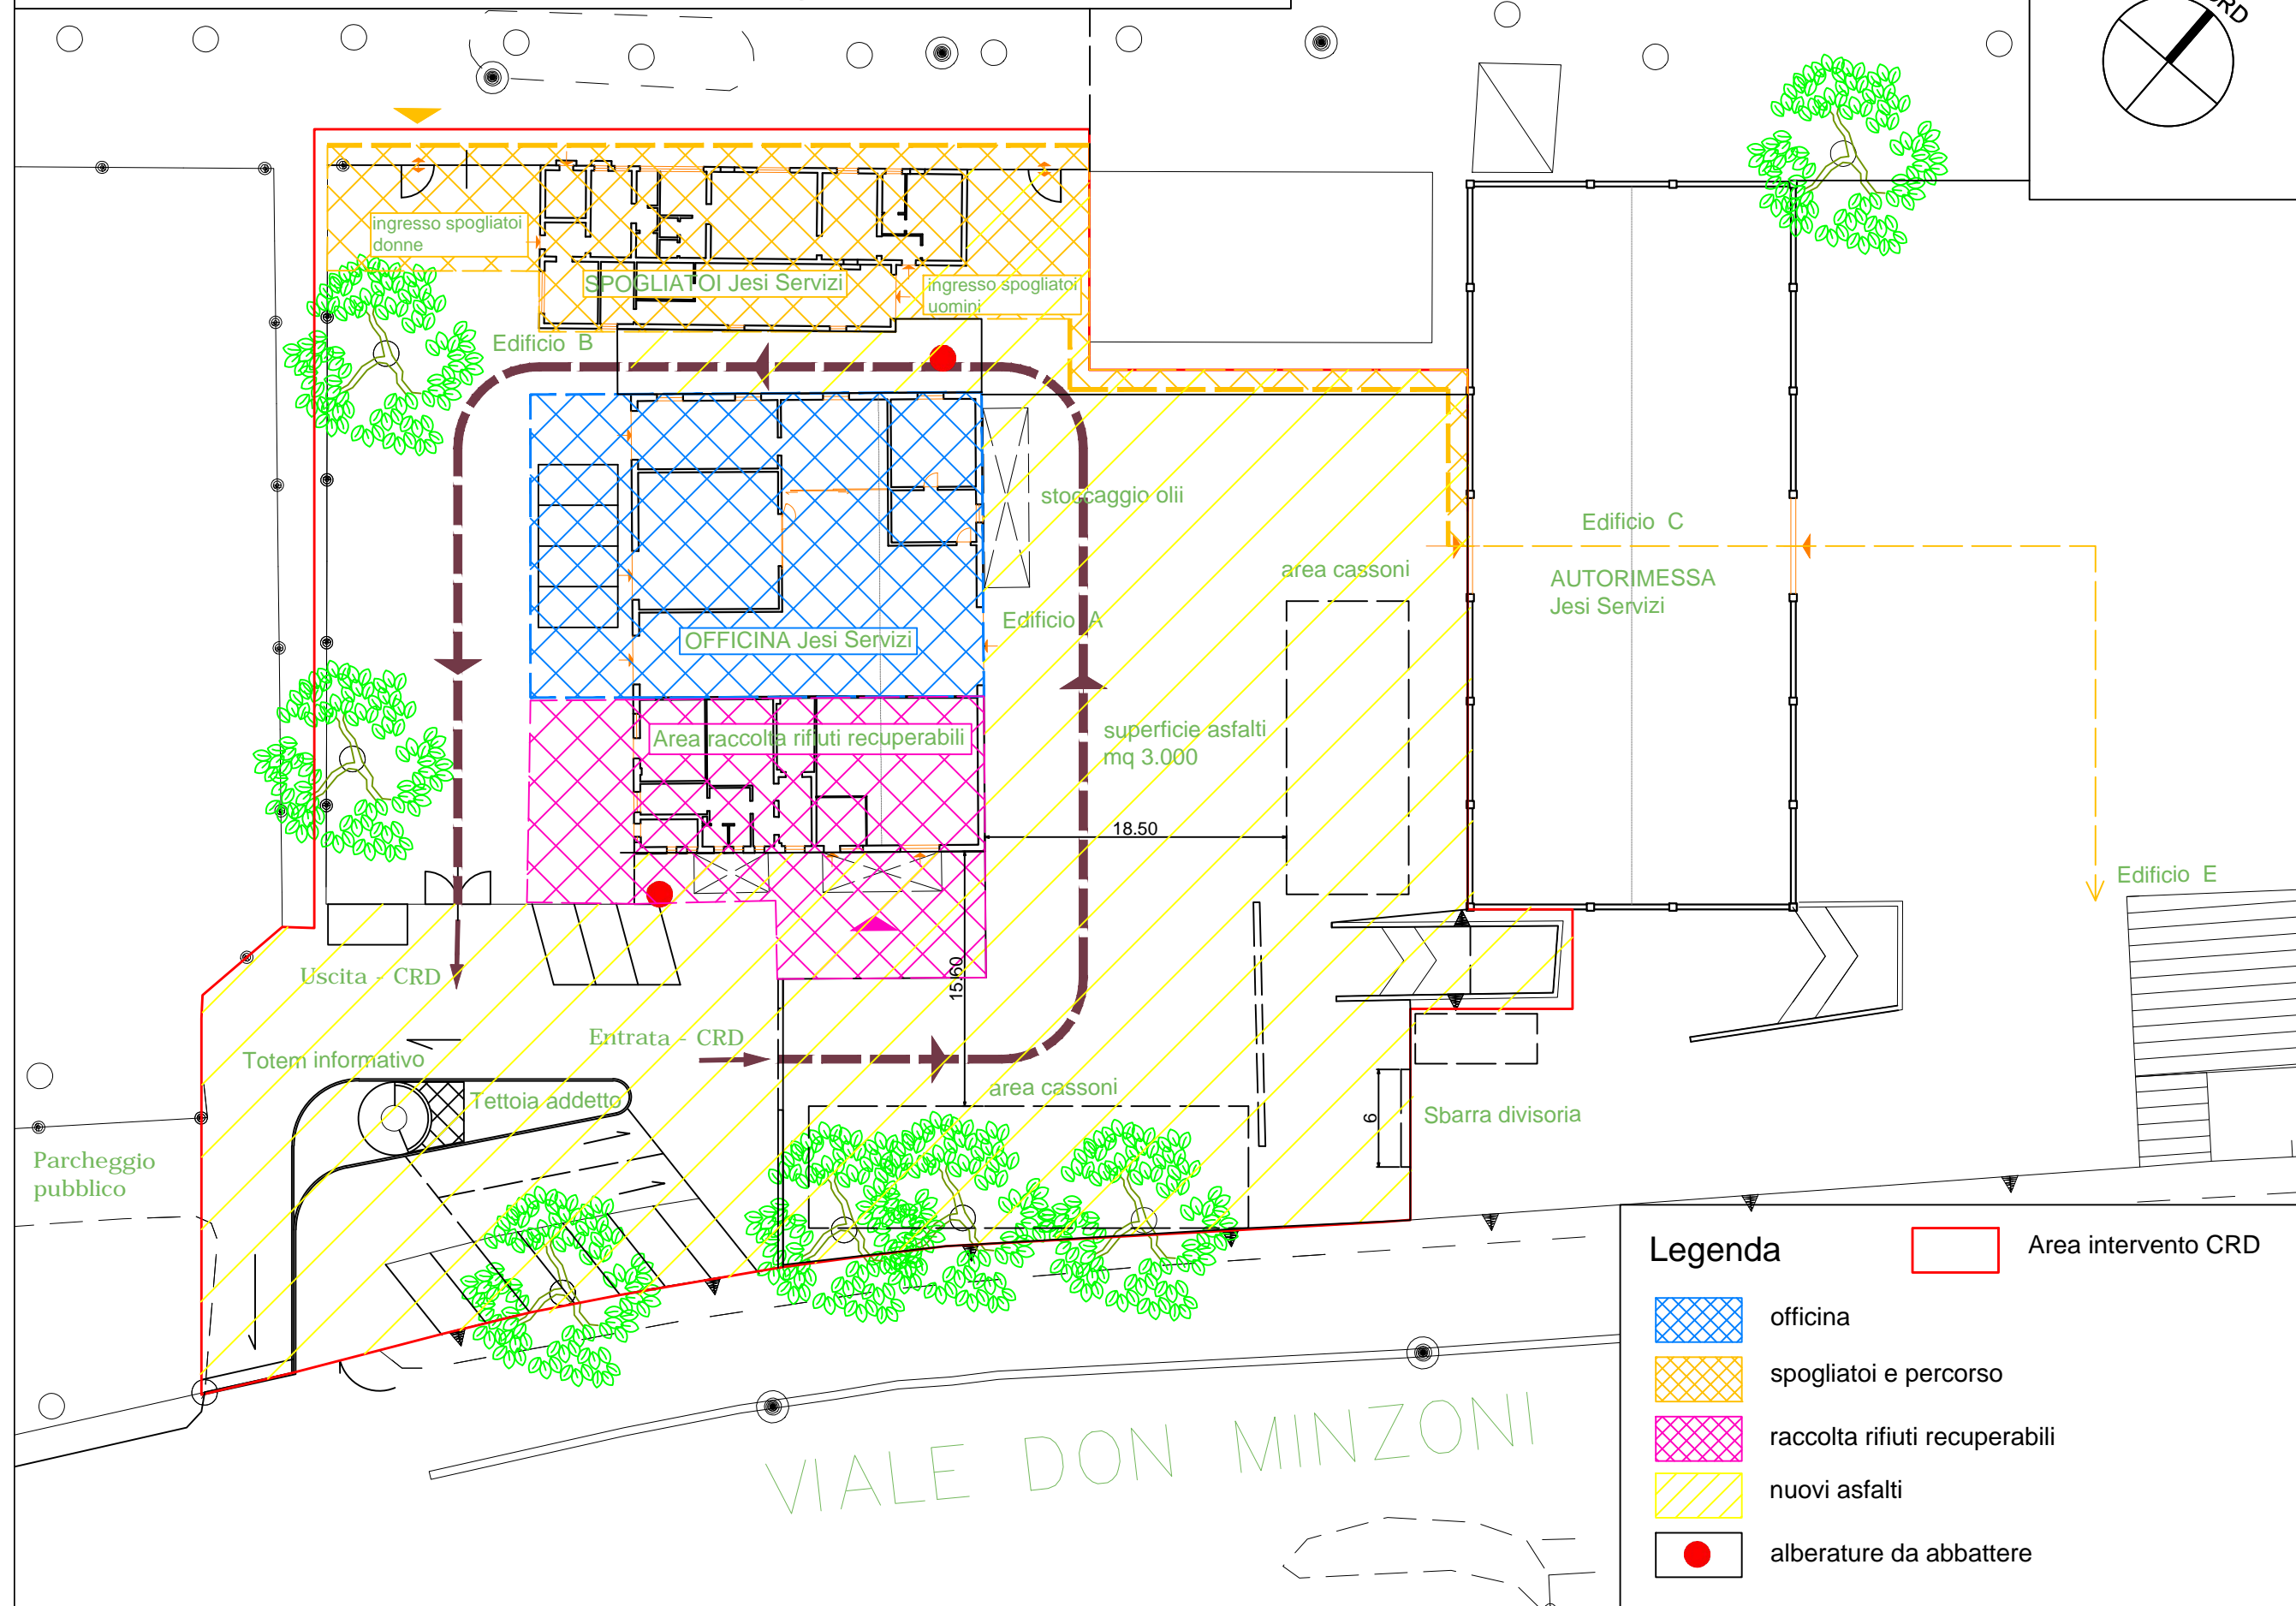 CRD
ingresso spogliatoi
donne
SPOGLIATOI Jesi Servizi
ingresso spogliatoi
uomini
Edificio B
stoccaggio olii
Edificio C
area cassoni
AUTORIMESSA
Jesi Servizi
Edificio A
OFFICINA Jesi Servizi
superficie asfalti
mq 3.000
Area raccolta rifiuti recuperabili
18.50
Edificio E
15.60
Uscita - CRD
Entrata - CRD
Totem informativo
Tettoia addetto
area cassoni
6
Sbarra divisoria
Parcheggio
pubblico
VIALE DON MINZONI
Legenda
Area intervento CRD
officina
spogliatoi e percorso
raccolta rifiuti recuperabili
nuovi asfalti
alberature da abbattere